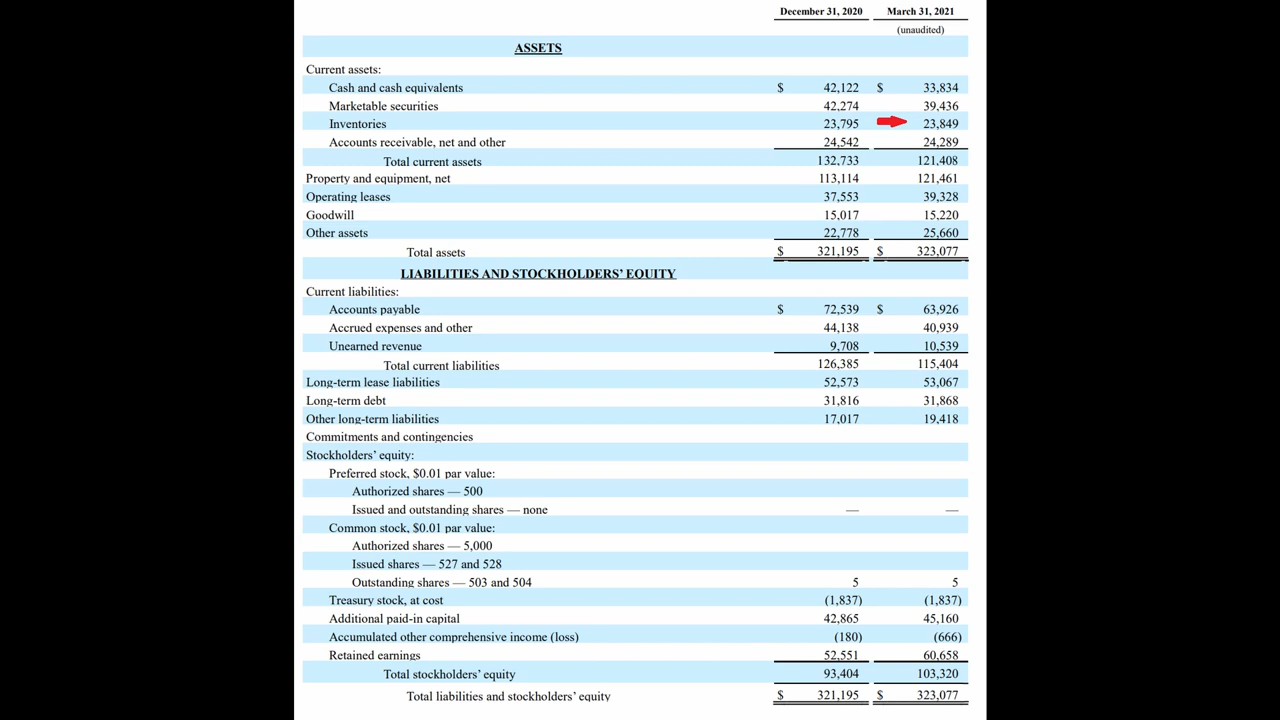 December 31, 2020 March 31, 2021
(unaudited)
ASSETS
Current assets:
Cash and cash equivalents $ 42,122 $ 33,834
Marketable securities 42,274 39,436
Inventories 23,795 23,849
Accounts receivable, net and other 24,542 24,289
Total current assets 132,733 121,408
Property and equipment, net 113,114 121,461
Operating leases 37,553 39,328
Goodwill 15,017 15,220
Other assets 22,778 25,660
Total assets $ 321,195 $ 323,077
LIABILITIES AND STOCKHOLDERS’ EQUITY
Current liabilities:
Accounts payable $ 72,539 $ 63,926
Accrued expenses and other 44,138 40,939
Unearned revenue 9,708 10,539
Total current liabilities 126,385 115,404
Long-term lease liabilities 52,573 53,067
Long-term debt 31,816 31,868
Other long-term liabilities 17,017 19,418
Commitments and contingencies
Stockholders’ equity:
Preferred stock, $0.01 par value:
Authorized shares — 500
Issued and outstanding shares — none — —
Common stock, $0.01 par value:
Authorized shares — 5,000
Issued shares — 527 and 528
Outstanding shares — 503 and 504 5 5
Treasury stock, at cost (1,837) (1,837)
Additional paid-in capital 42,865 45,160
Accumulated other comprehensive income (loss) (180) (666)
Retained earnings 52,551 60,658
Total stockholders’ equity 93,404 103,320
Total liabilities and stockholders’ equity $ 321,195 $ 323,077